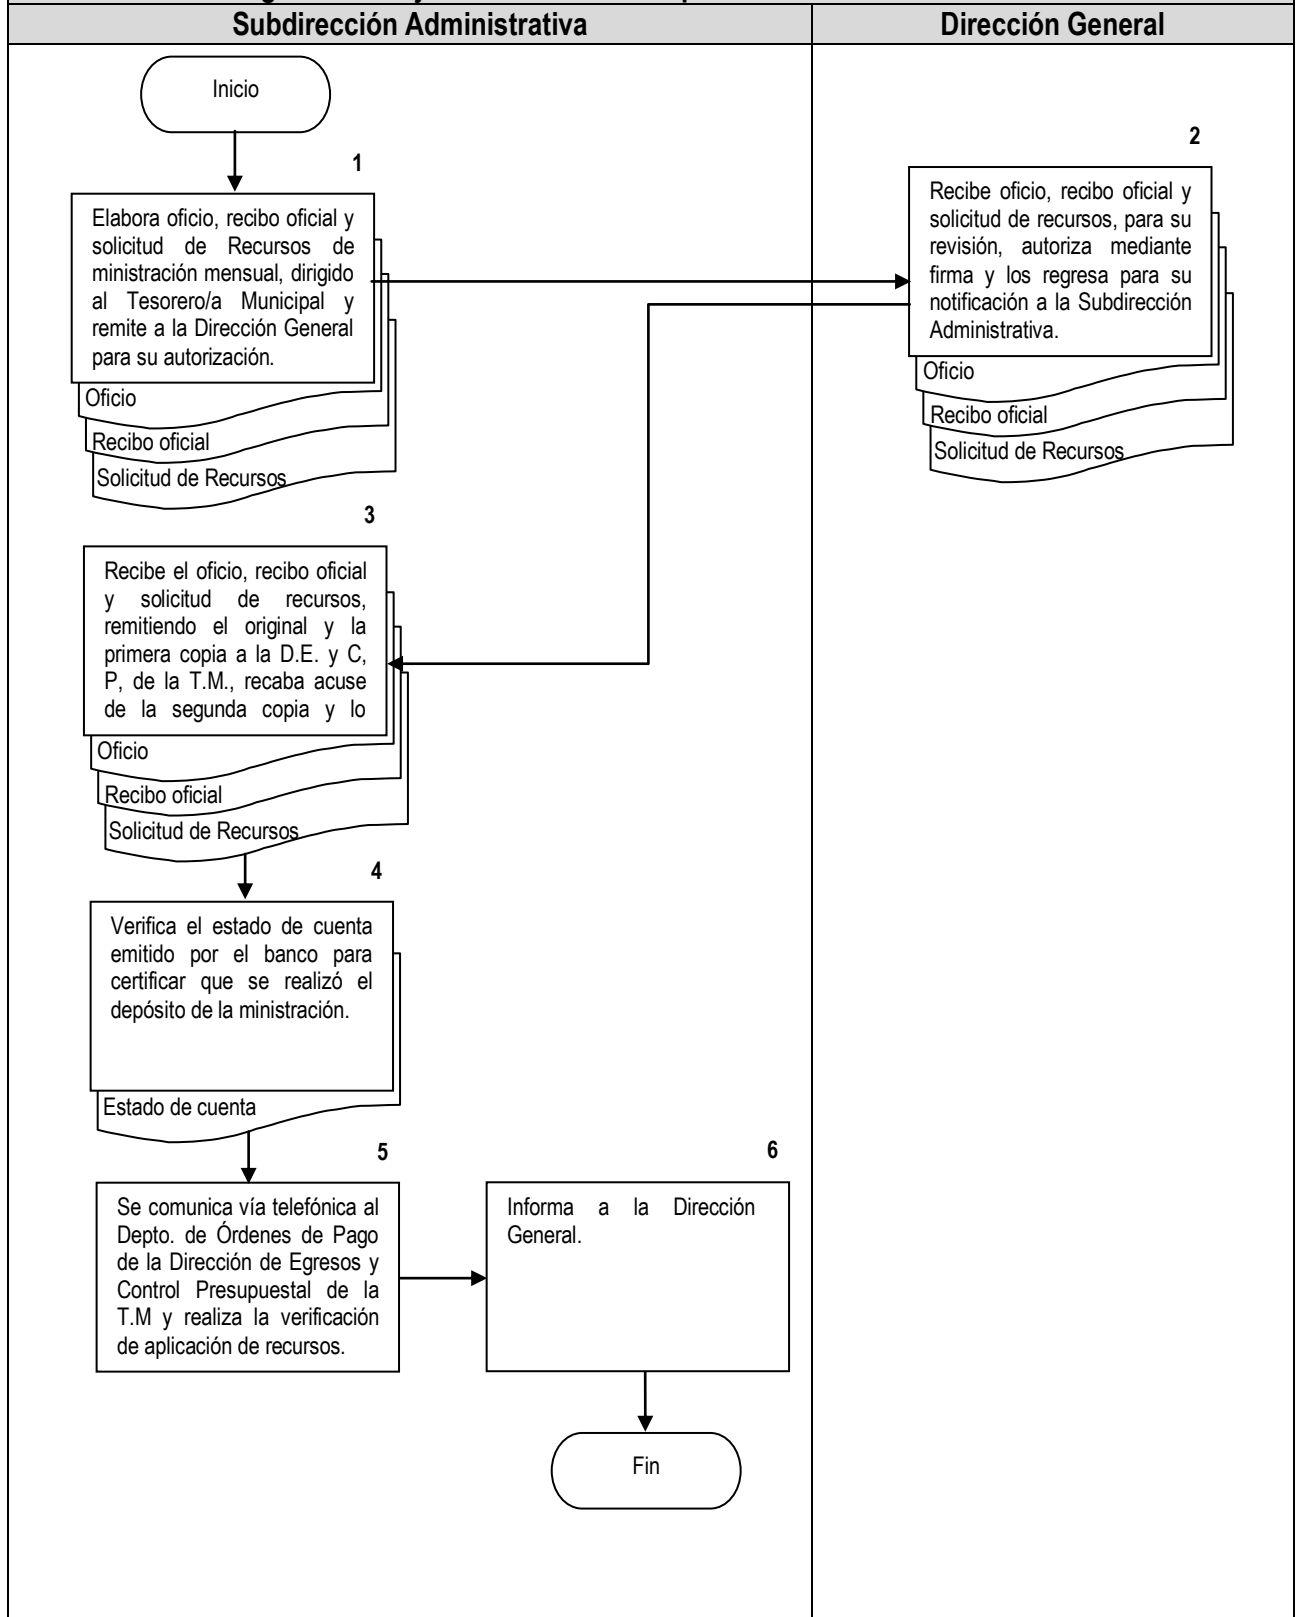 Subdirección Administrativa
Dirección General
Inicio
1
Elabora oficio, recibo oficial y
solicitud de Recursos de
ministración mensual, dirigido
al Tesorero/a Municipal y
remite a la Dirección General
para su autorización.
Oficio
Recibo oficial
Solicitud de Recursos
2
Recibe oficio, recibo oficial y
solicitud de recursos, para su
revisión, autoriza mediante
firma y los regresa para su
notificación a la Subdirección
Administrativa.
Oficio
Recibo oficial
Solicitud de Recursos
3
Recibe el oficio, recibo oficial
y solicitud de recursos,
remitiendo el original y la
primera copia a la D.E. y C,
P, de la T.M., recaba acuse
de la segunda copia y lo
Oficio
Recibo oficial
Solicitud de Recursos
4
Verifica el estado de cuenta
emitido por el banco para
certificar que se realizó el
depósito de la ministración.
Estado de cuenta
5
Se comunica vía telefónica al
Depto. de Órdenes de Pago
de la Dirección de Egresos y
Control Presupuestal de la
T.M y realiza la verificación
de aplicación de recursos.
6
Informa a la Dirección
General.
Fin